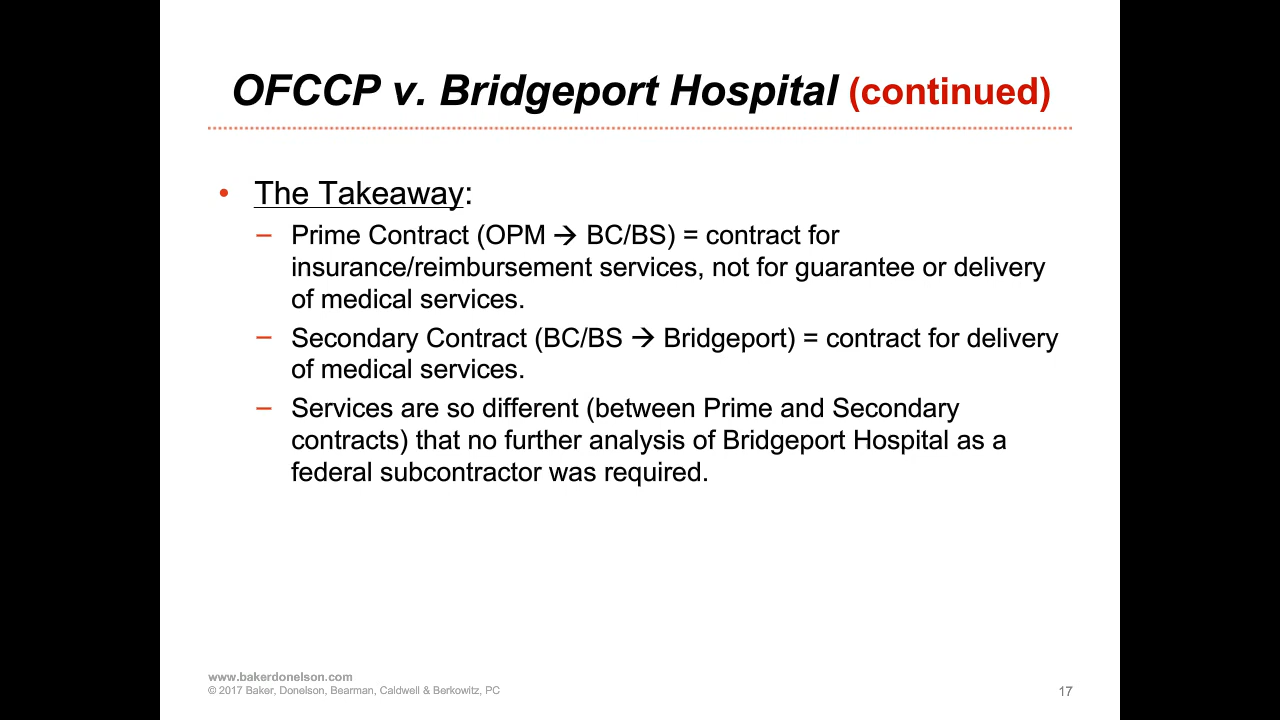 OFCCP v. Bridgeport Hospital (continued)
• The Takeaway:
– Prime Contract (OPM → BC/BS) = contract for
insurance/reimbursement services, not for guarantee or delivery
of medical services.
– Secondary Contract (BC/BS → Bridgeport) = contract for delivery
of medical services.
– Services are so different (between Prime and Secondary
contracts) that no further analysis of Bridgeport Hospital as a
federal subcontractor was required.
www.bakerdonelson.com
© 2017 Baker, Donelson, Bearman, Caldwell & Berkowitz, PC
17